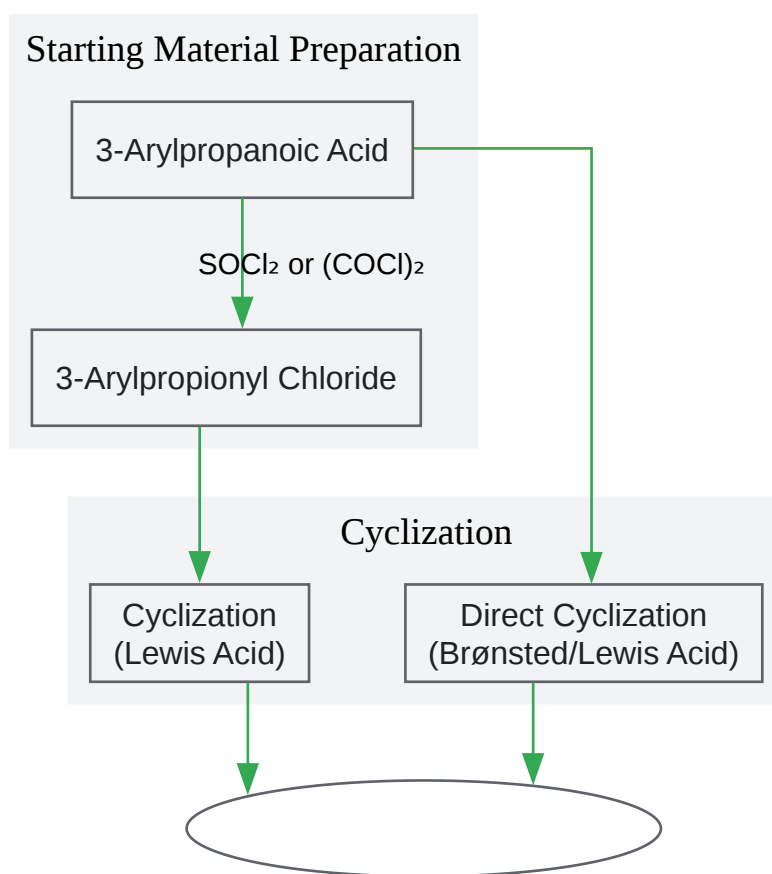 Starting Material Preparation
3-Arylpropanoic Acid
SOCl₂ or (COCl)₂
3-Arylpropionyl Chloride
Cyclization
Cyclization
(Lewis Acid)
Direct Cyclization
(Brønsted/Lewis Acid)